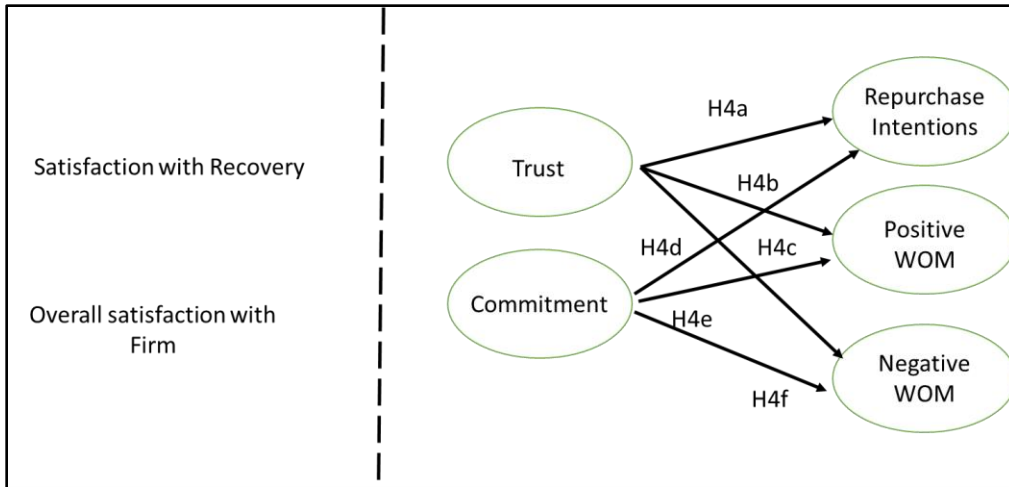 Satisfaction with Recovery
Overall satisfaction with
Firm
Trust
Commitment
H4a
H4b
H4d
H4c
H4e
H4f
Repurchase
Intentions
Positive
WOM
Negative
WOM